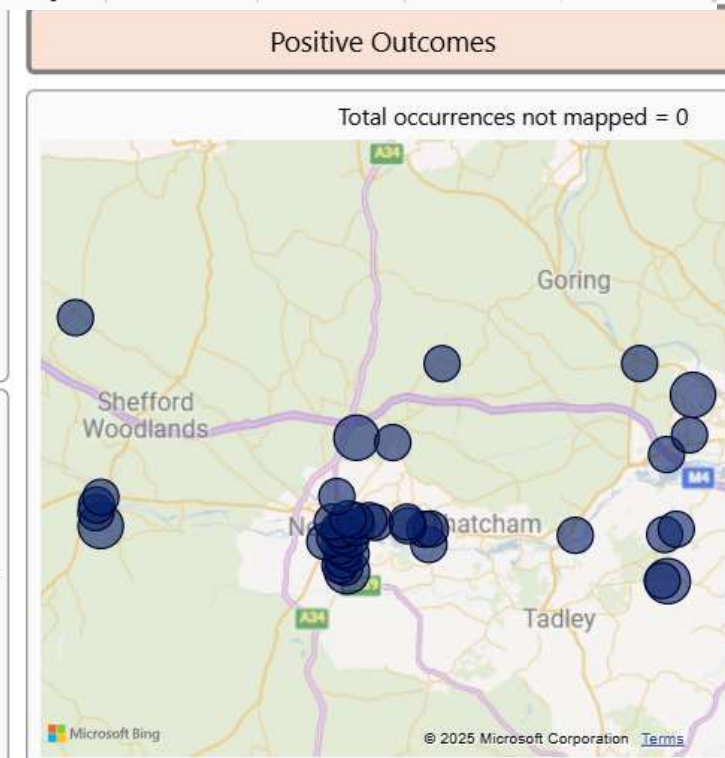 Positive Outcomes
Total occurrences not mapped = 0
A34
Goring
Shefford
Woodlands
M4
hatcham
A34
Tadley
Microsoft Bing
© 2025 Microsoft Corporation Terms